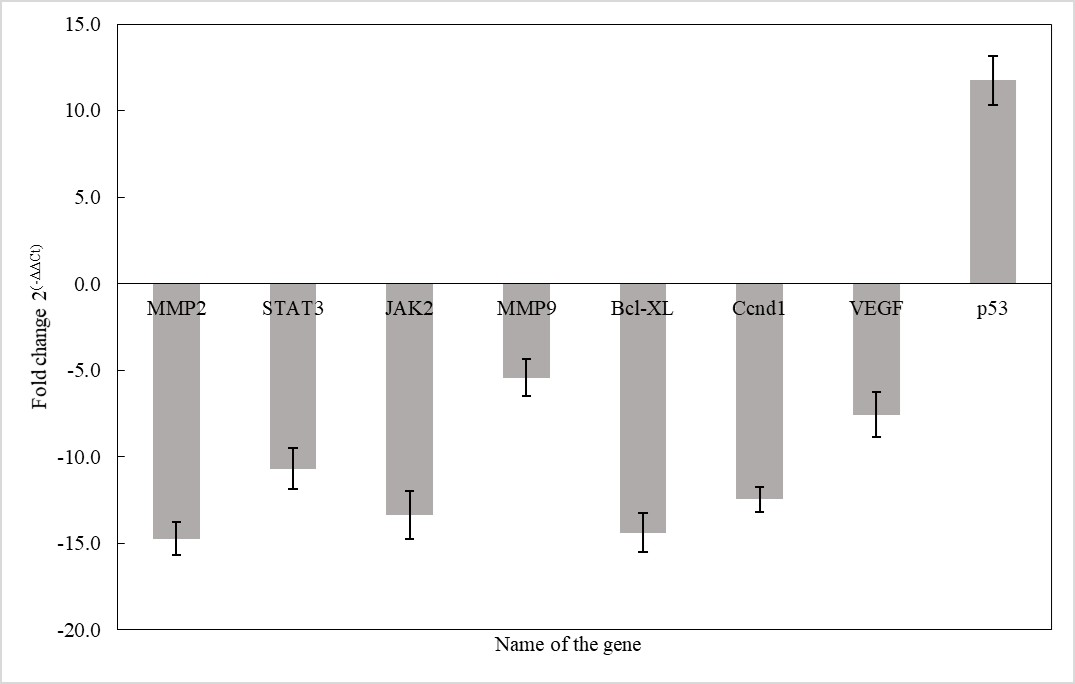 15.0
10.0
5.0
0.0
-5.0
-10.0
-15.0
-20.0
Fold change 2(-ΔΔCt)
MMP2 STAT3 JAK2 MMP9 Bcl-XL Ccnd1 VEGF p53
Name of the gene